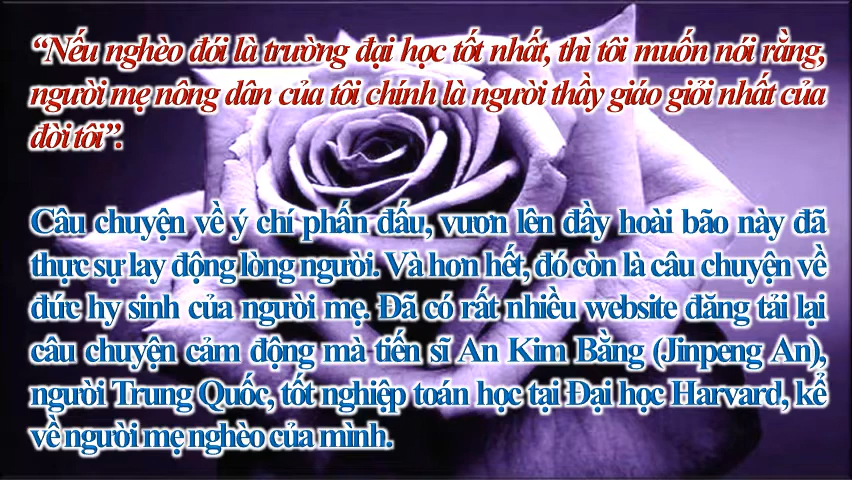 “Nếu nghèo đói là trường đại học tốt nhất, thì tôi muốn nói rằng,
người mẹ nông dân của tôi chính là người thầy giáo giỏi nhất của
đời tôi”.
Câu chuyện về ý chí phấn đấu, vươn lên đầy hoài bão này đã
thực sự lay động lòng người. Và hơn hết, đó còn là câu chuyện về
đức hy sinh của người mẹ. Đã có rất nhiều website đăng tải lại
câu chuyện cảm động mà tiến sĩ An Kim Bằng (Jinpeng An),
người Trung Quốc, tốt nghiệp toán học tại Đại học Harvard, kể
về người mẹ nghèo của mình.